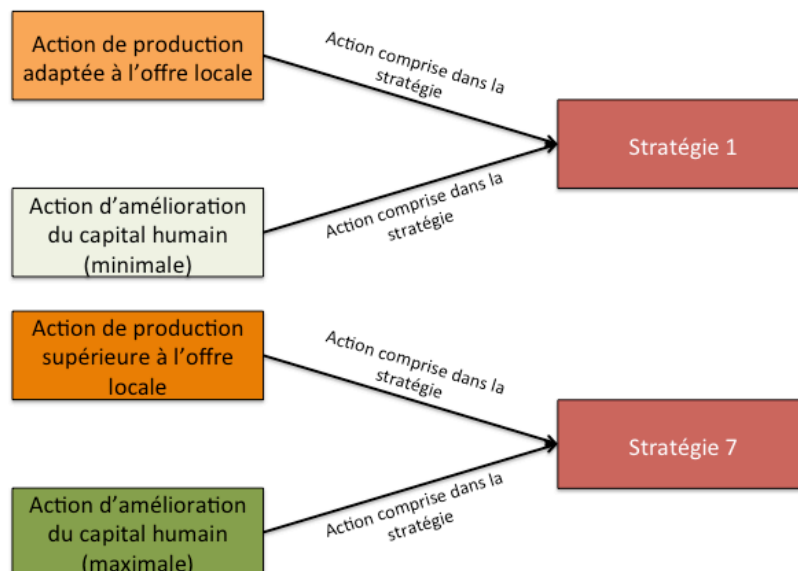 Action de production
adaptée à l’offre locale
Action comprise dans la
stratégie
Stratégie 1
Action d’amélioration
du capital humain
(minimale)
Action comprise dans la
stratégie
Action de production
supérieure à l’offre
locale
Action comprise dans la
stratégie
Stratégie 7
Action d’amélioration
du capital humain
(maximale)
Action comprise dans la
stratégie